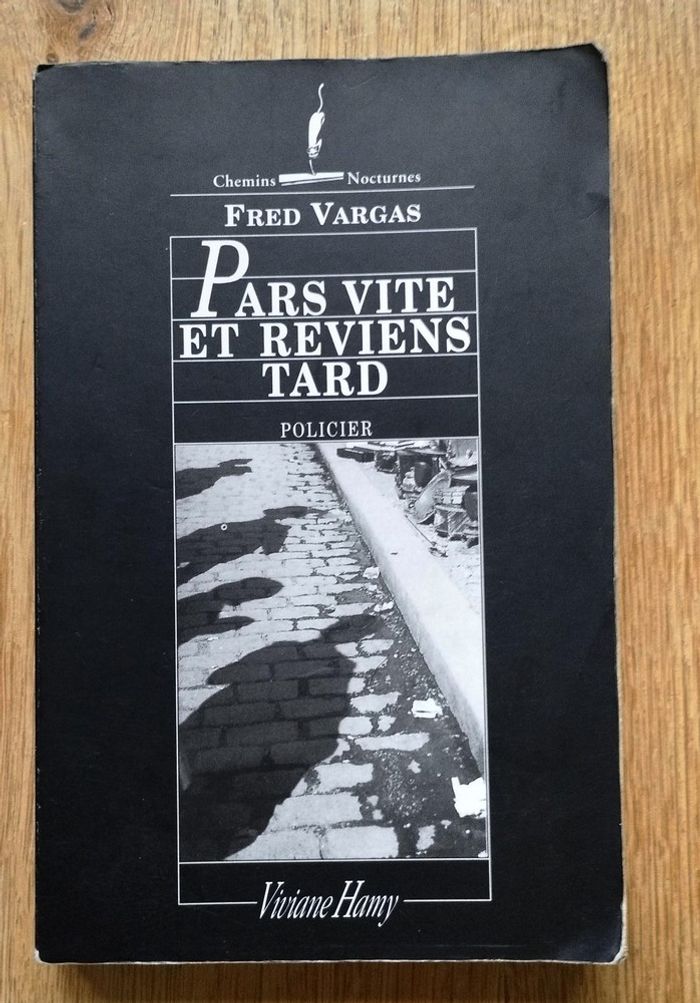 Chemins Nocturnes
FRED VARGAS
PARS VITE
ET REVIENS
TARD
POLICIER
Viviane Hamy